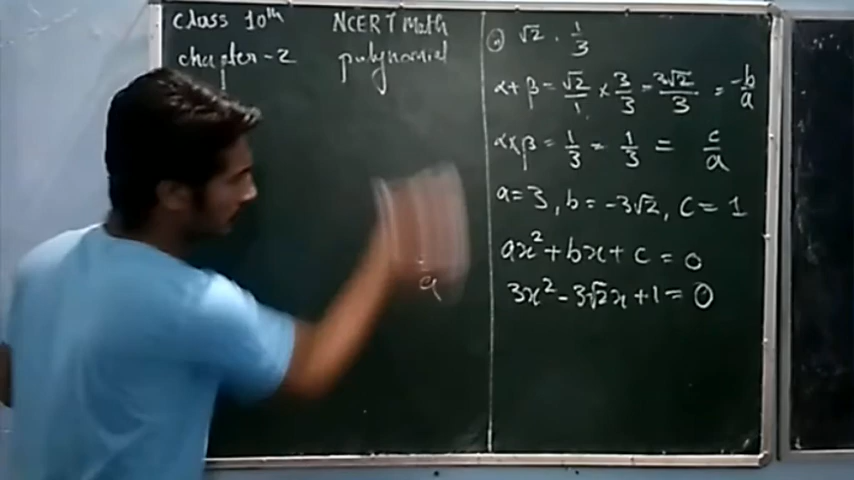 Class 10th NCERT Math
chapter-2 polynomial
a
(ii) √2 , 1/3
α+β = √2/1 × 3/3 = 3√2/3 = -b/a
α×β = 1/3 = 1/3 = c/a
a=3, b= -3√2, c= 1
ax²+bx+c = 0
3x²-3√2x+1=0